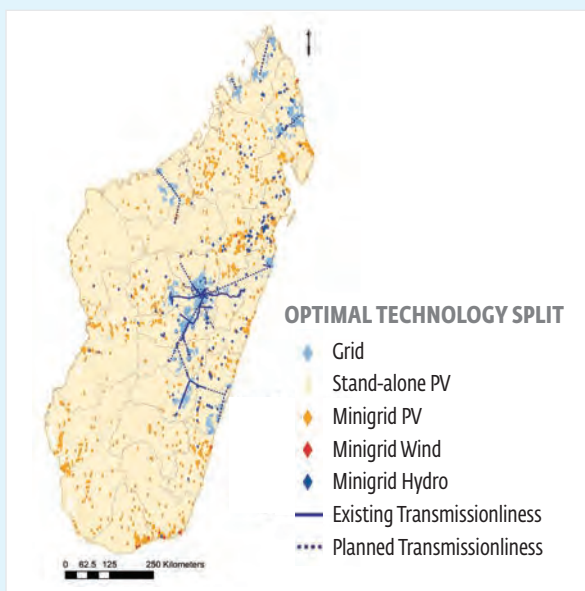 OPTIMAL TECHNOLOGY SPLIT
Grid
Stand-alone PV
Minigrid PV
Minigrid Wind
Minigrid Hydro
Existing Transmissionliness
Planned Transmissionliness
0 62.5 125 250 Kilometers